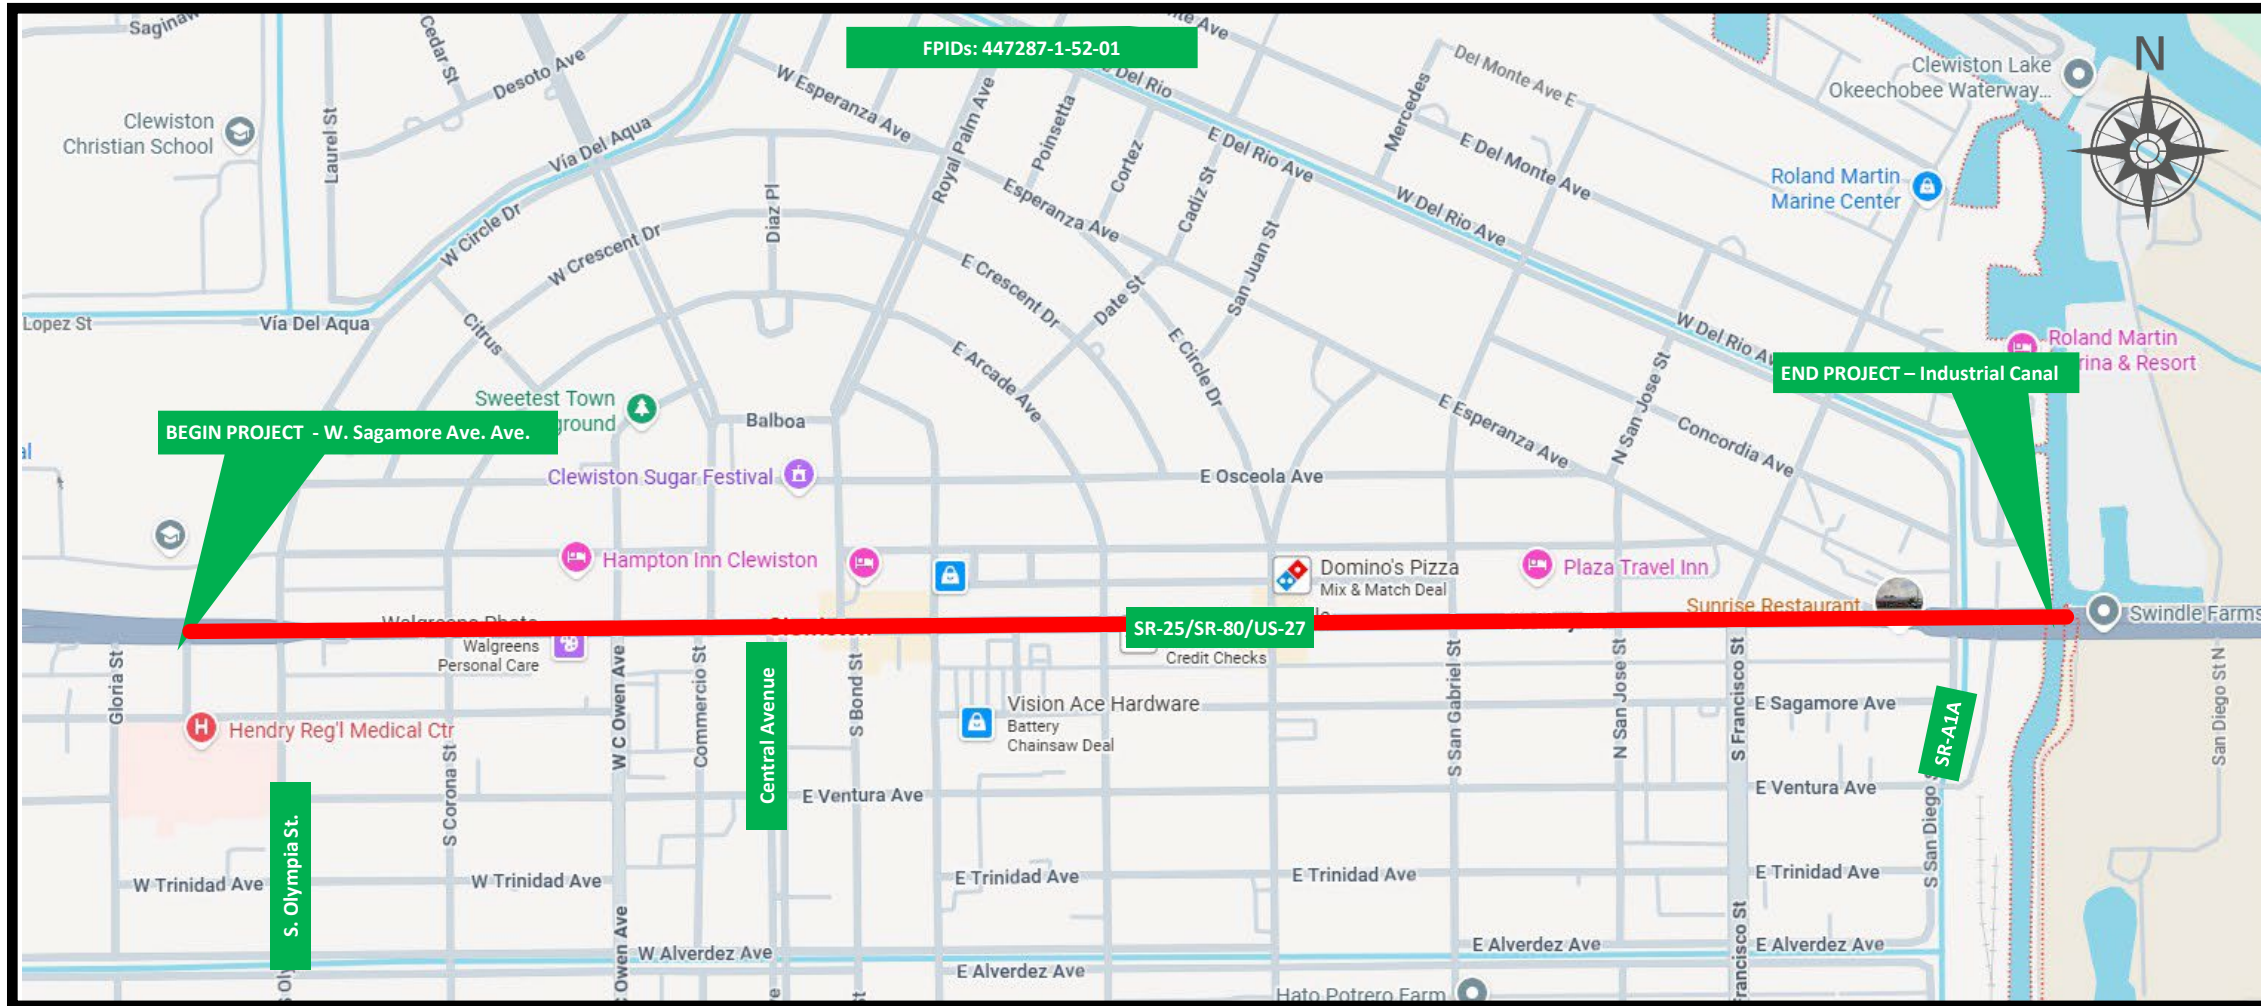 Cedar St
Desoto Ave
FPIDs: 447287-1-52-01
Del Monte Ave E
Clewiston Lake
Okeechobee Waterway...
N
Clewiston
Christian School
Laurel St
Vía Del Aqua
W Esperanza Ave
Royal Palm Ave
Poinsetta
Cortez
Cadiz St
E Del Rio Ave
Mercedes
E Del Monte Ave
Roland Martin
Marine Center
W Circle Dr
W Crescent Dr
Diaz Pl
Esperanza Ave
San Juan St
W Del Rio Ave
E Crescent Dr
Date St
Lopez St
Vía Del Aqua
Citrus
E Arcade Ave
E Circle Dr
N San Jose St
W Del Rio
Roland Martin
rina & Resort
END PROJECT – Industrial Canal
Sweetest Town
ground
Balboa
BEGIN PROJECT - W. Sagamore Ave. Ave.
E Esperanza Ave
Concordia Ave
Clewiston Sugar Festival
E Osceola Ave
Hampton Inn Clewiston
Domino's Pizza
Mix & Match Deal
Plaza Travel Inn
Sunrise Restaurant
Swindle Farms
Walgreens
Personal Care
SR-25/SR-80/US-27
Credit Checks
Gloria St
H
Hendry Reg'l Medical Ctr
S Corona St
W C Owen Ave
Commercio St
Central Avenue
S Bond St
Vision Ace Hardware
Battery
Chainsaw Deal
S San Gabriel St
N San Jose St
S Francisco St
E Sagamore Ave
SR-A1A
San Diego St N
E Ventura Ave
E Ventura Ave
S San Diego S
S. Olympia St.
W Trinidad Ave
W Trinidad Ave
E Trinidad Ave
E Trinidad Ave
E Trinidad Ave
W Alverdez Ave
E Alverdez Ave
E Alverdez Ave
E Alverdez Ave
Owen Ave
Francisco St
Hato Potrero Farm